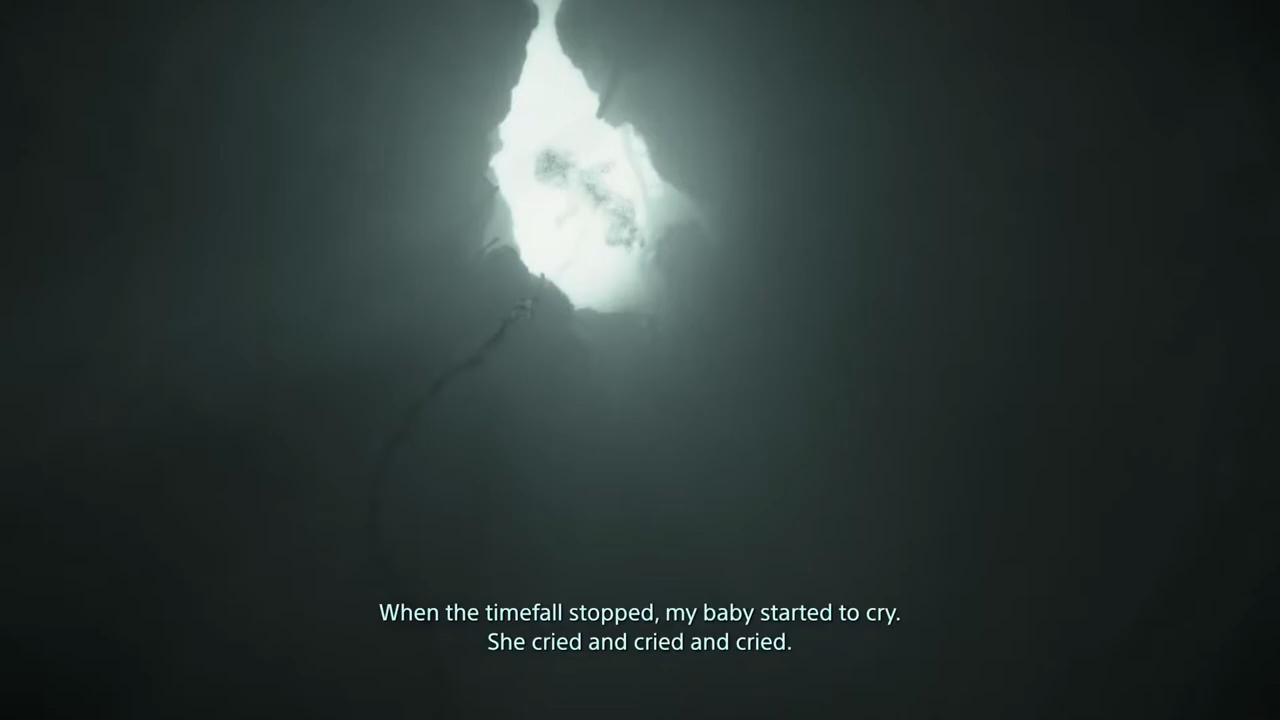 When the timefall stopped, my baby started to cry.
She cried and cried and cried.